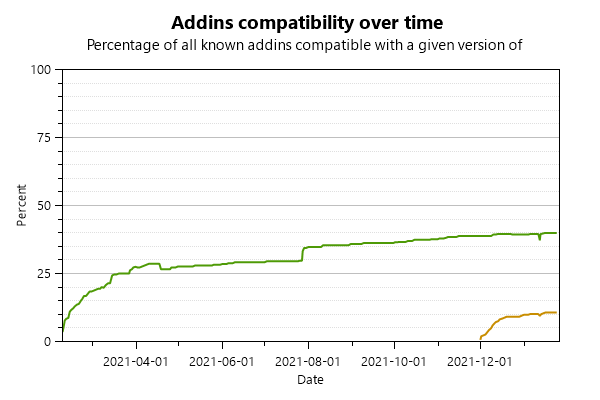 Addins compatibility over time
Percentage of all known addins compatible with a given version of
100
75
50
25
0
Percent
2021-04-01 2021-06-01 2021-08-01 2021-10-01 2021-12-01
Date